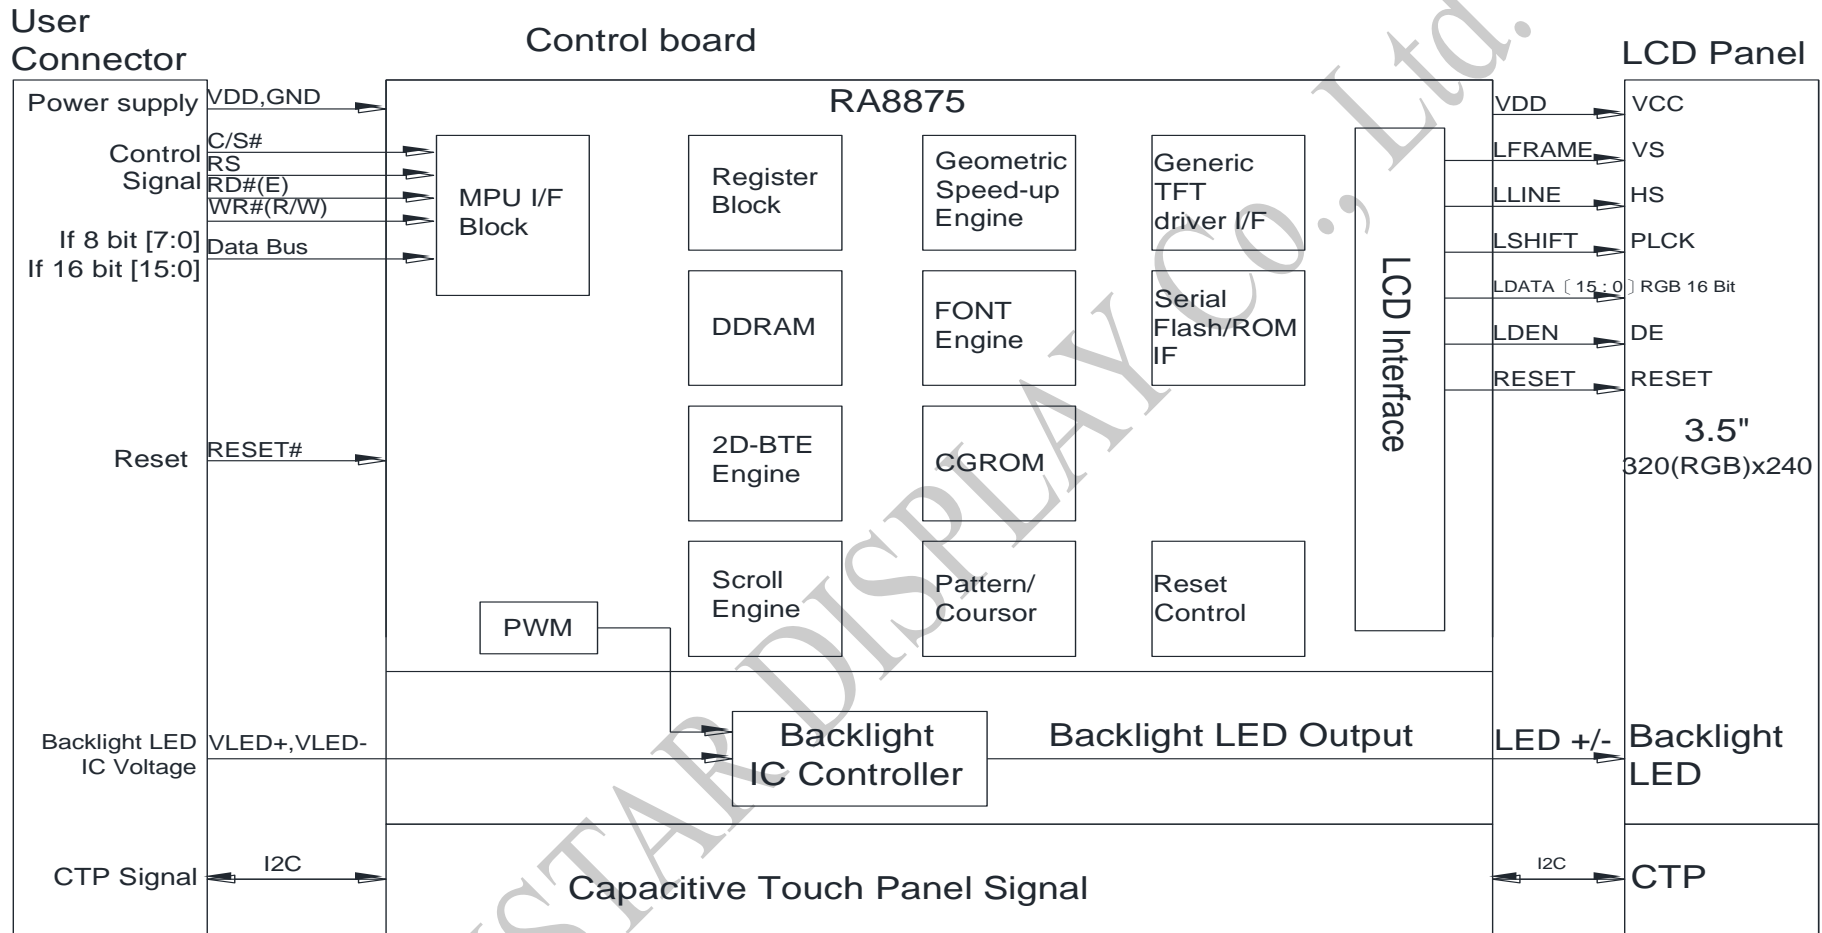 User
Connector
Control board
LCD Panel
Power supply
VDD,GND
Control
Signal
C/S#
RS
RD#(E)
WR#(R/W)
If 8 bit [7:0]
If 16 bit [15:0]
Data Bus
Reset
RESET#
Backlight LED
IC Voltage
VLED+,VLED-
CTP Signal
I2C
RA8875
MPU I/F
Block
Register
Block
Geometric
Speed-up
Engine
Generic
TFT
driver I/F
DDRAM
FONT
Engine
Serial
Flash/ROM
IF
2D-BTE
Engine
CGROM
Scroll
Engine
Pattern/
Coursor
Reset
Control
PWM
LCD Interface
Backlight
IC Controller
Backlight LED Output
Capacitive Touch Panel Signal
VDD
VCC
LFRAME
VS
LLINE
HS
LSHIFT
PLCK
LDATA〔15:0〕RGB 16 Bit
LDEN
DE
RESET
RESET
3.5"
320(RGB)x240
LED +/-
Backlight
LED
I2C
CTP
STAR DISPLAY Co., Ltd.